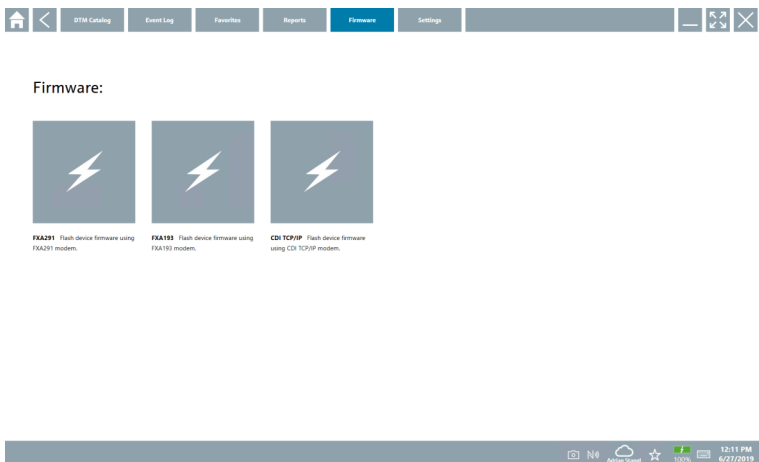 DTM Catalog
Event Log
Favorites
Reports
Firmware
Settings
Firmware:
FXA291 Flash device firmware using
FXA291 modem.
FXA193 Flash device firmware using
FXA193 modem.
CDI TCP/IP Flash device firmware
using CDI TCP/IP modem.
Adrian Stapel
100%
12:11 PM
6/27/2019